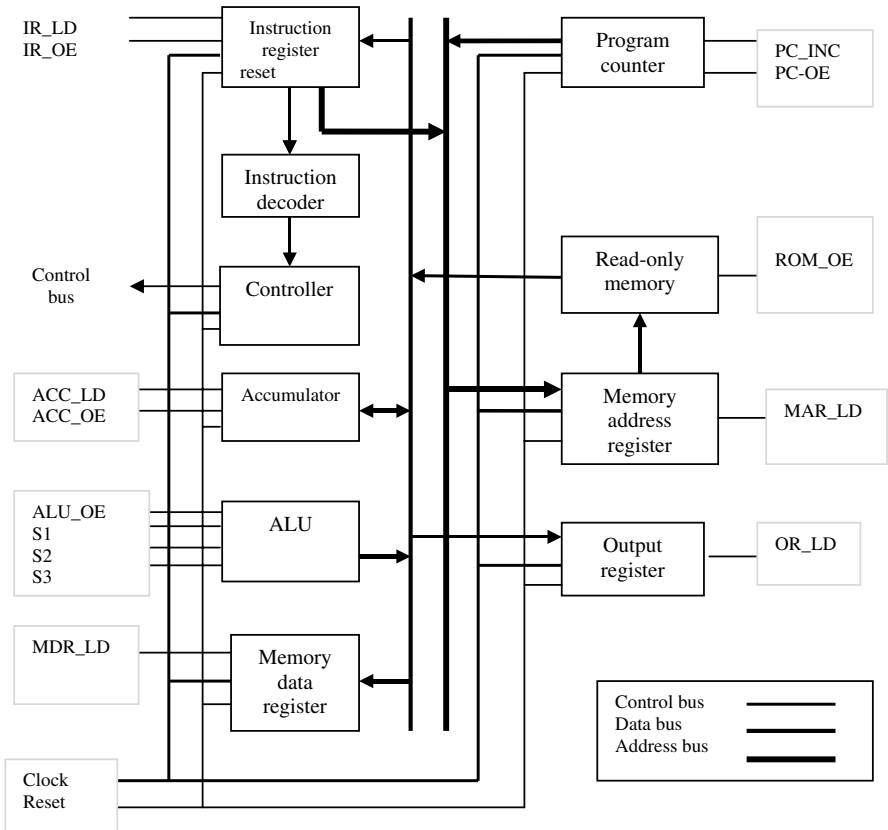 IR_LD
IR_OE
Instruction
register
reset
Program
counter
PC_INC
PC-OE
Instruction
decoder
Control
bus
Controller
Read-only
memory
ROM_OE
ACC_LD
ACC_OE
Accumulator
Memory
address
register
MAR_LD
ALU_OE
S1
S2
S3
ALU
Output
register
OR_LD
MDR_LD
Memory
data
register
Control bus
Data bus
Address bus
Clock
Reset